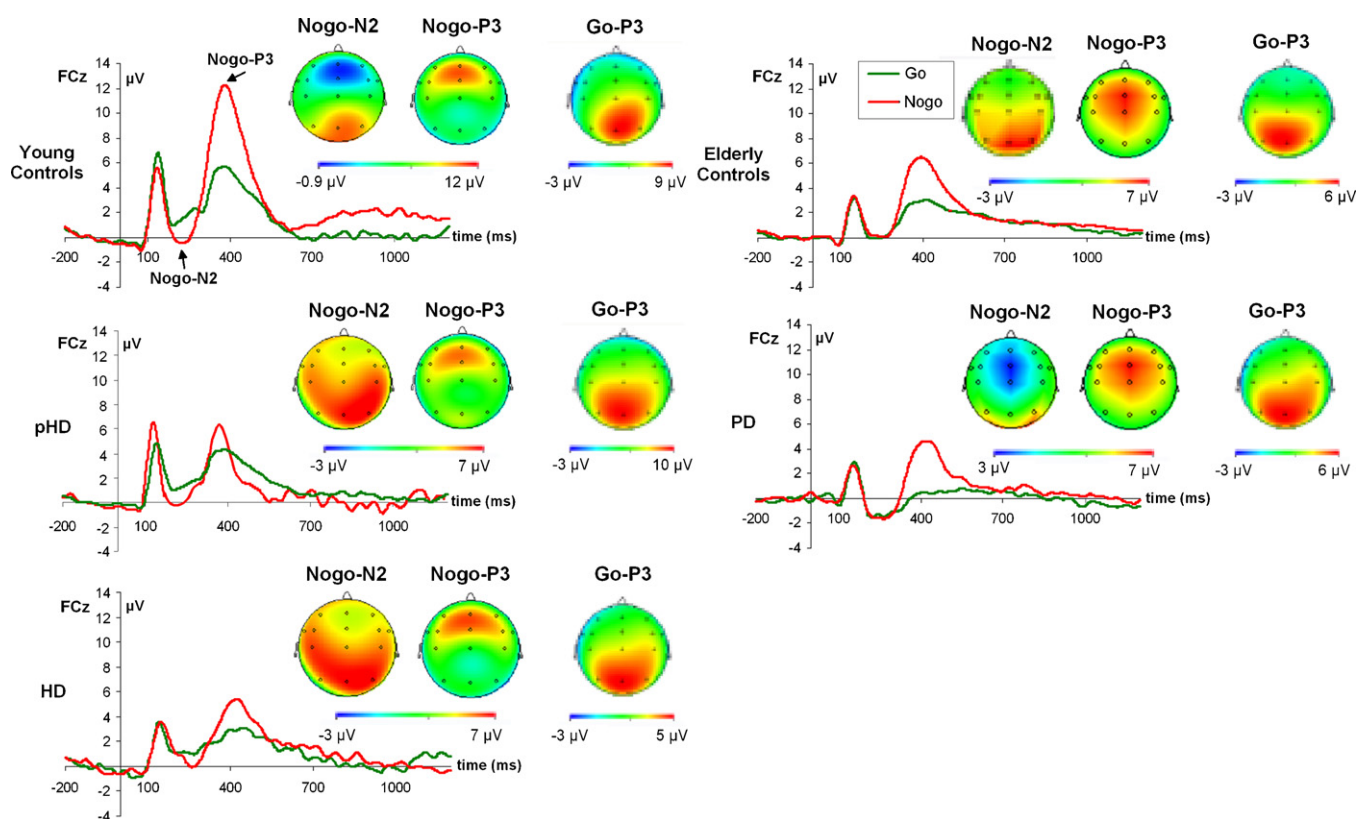 Nogo-N2 Nogo-P3 Go-P3
Nogo-P3
FCz
µV
14
12
10
8
6
4
2
-2
-4
Young
Controls
-0.9 µV 12 µV
-3 µV 9 µV
time (ms)
-200 100 400 700 1000
Nogo-N2
Nogo-N2 Nogo-P3 Go-P3
FCz
µV
14
12
10
8
6
4
2
-2
-4
Go
Nogo
Elderly
Controls
-3 µV 7 µV
-3 µV 6 µV
time (ms)
-200 100 400 700 1000
Nogo-N2 Nogo-P3 Go-P3
FCz
µV
14
12
10
8
6
4
2
-2
-4
pHD
-3 µV 7 µV
-3 µV 10 µV
time (ms)
-200 100 400 700 1000
Nogo-N2 Nogo-P3 Go-P3
FCz
µV
14
12
10
8
6
4
2
-2
-4
PD
3 µV 7 µV
-3 µV 6 µV
time (ms)
-200 100 400 700 1000
Nogo-N2 Nogo-P3 Go-P3
FCz
µV
14
12
10
8
6
4
2
-2
-4
HD
-3 µV 7 µV
-3 µV 5 µV
time (ms)
-200 100 400 700 1000